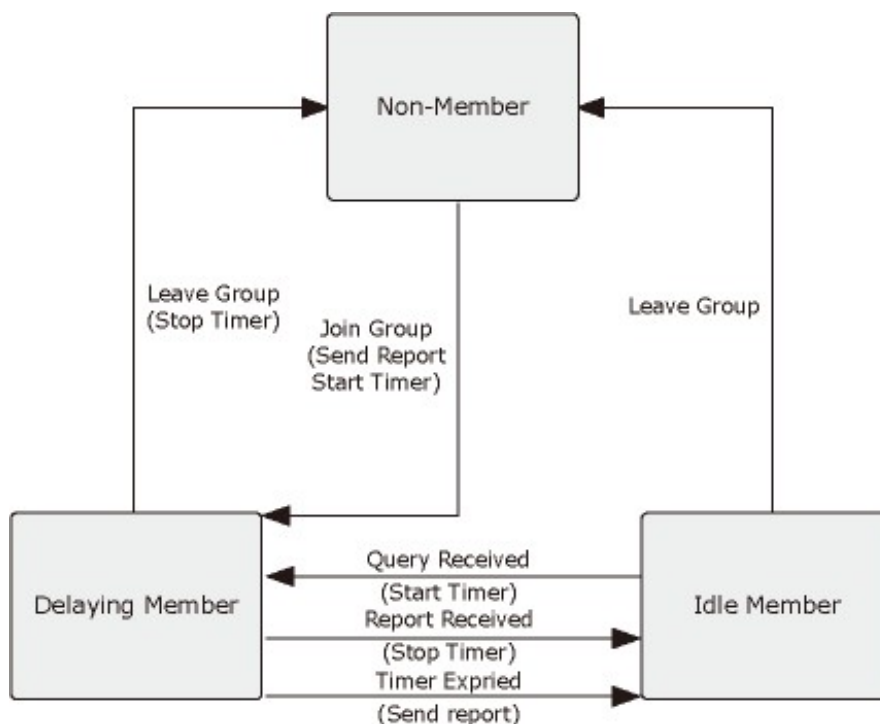 Non-Member
Leave Group
(Stop Timer)
Join Group
(Send Report
Start Timer)
Leave Group
Delaying Member
Query Received
(Start Timer)
Report Received
(Stop Timer)
Timer Expried
(Send report)
Idle Member